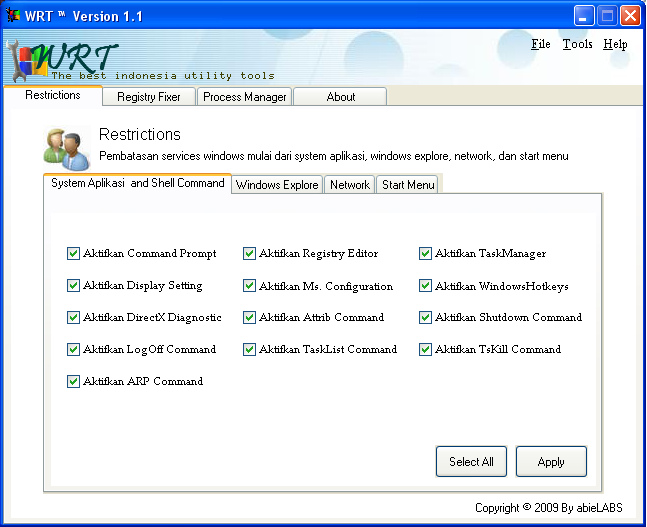 WRT ™ Version 1.1
WRT
The best indonesia utility tools
File Tools Help
Restrictions Registry Fixer Process Manager About
Restrictions
Pembatasan services windows mulai dari system aplikasi, windows explore, network, dan start menu
System Aplikasi and Shell Command Windows Explore Network Start Menu
Aktifkan Command Prompt Aktifkan Registry Editor Aktifkan TaskManager
Aktifkan Display Setting Aktifkan Ms. Configuration Aktifkan WindowsHotkeys
Aktifkan DirectX Diagnostic Aktifkan Attrib Command Aktifkan Shutdown Command
Aktifkan LogOff Command Aktifkan TaskList Command Aktifkan TsKill Command
Aktifkan ARP Command
Select All Apply
Copyright © 2009 By abieLABS